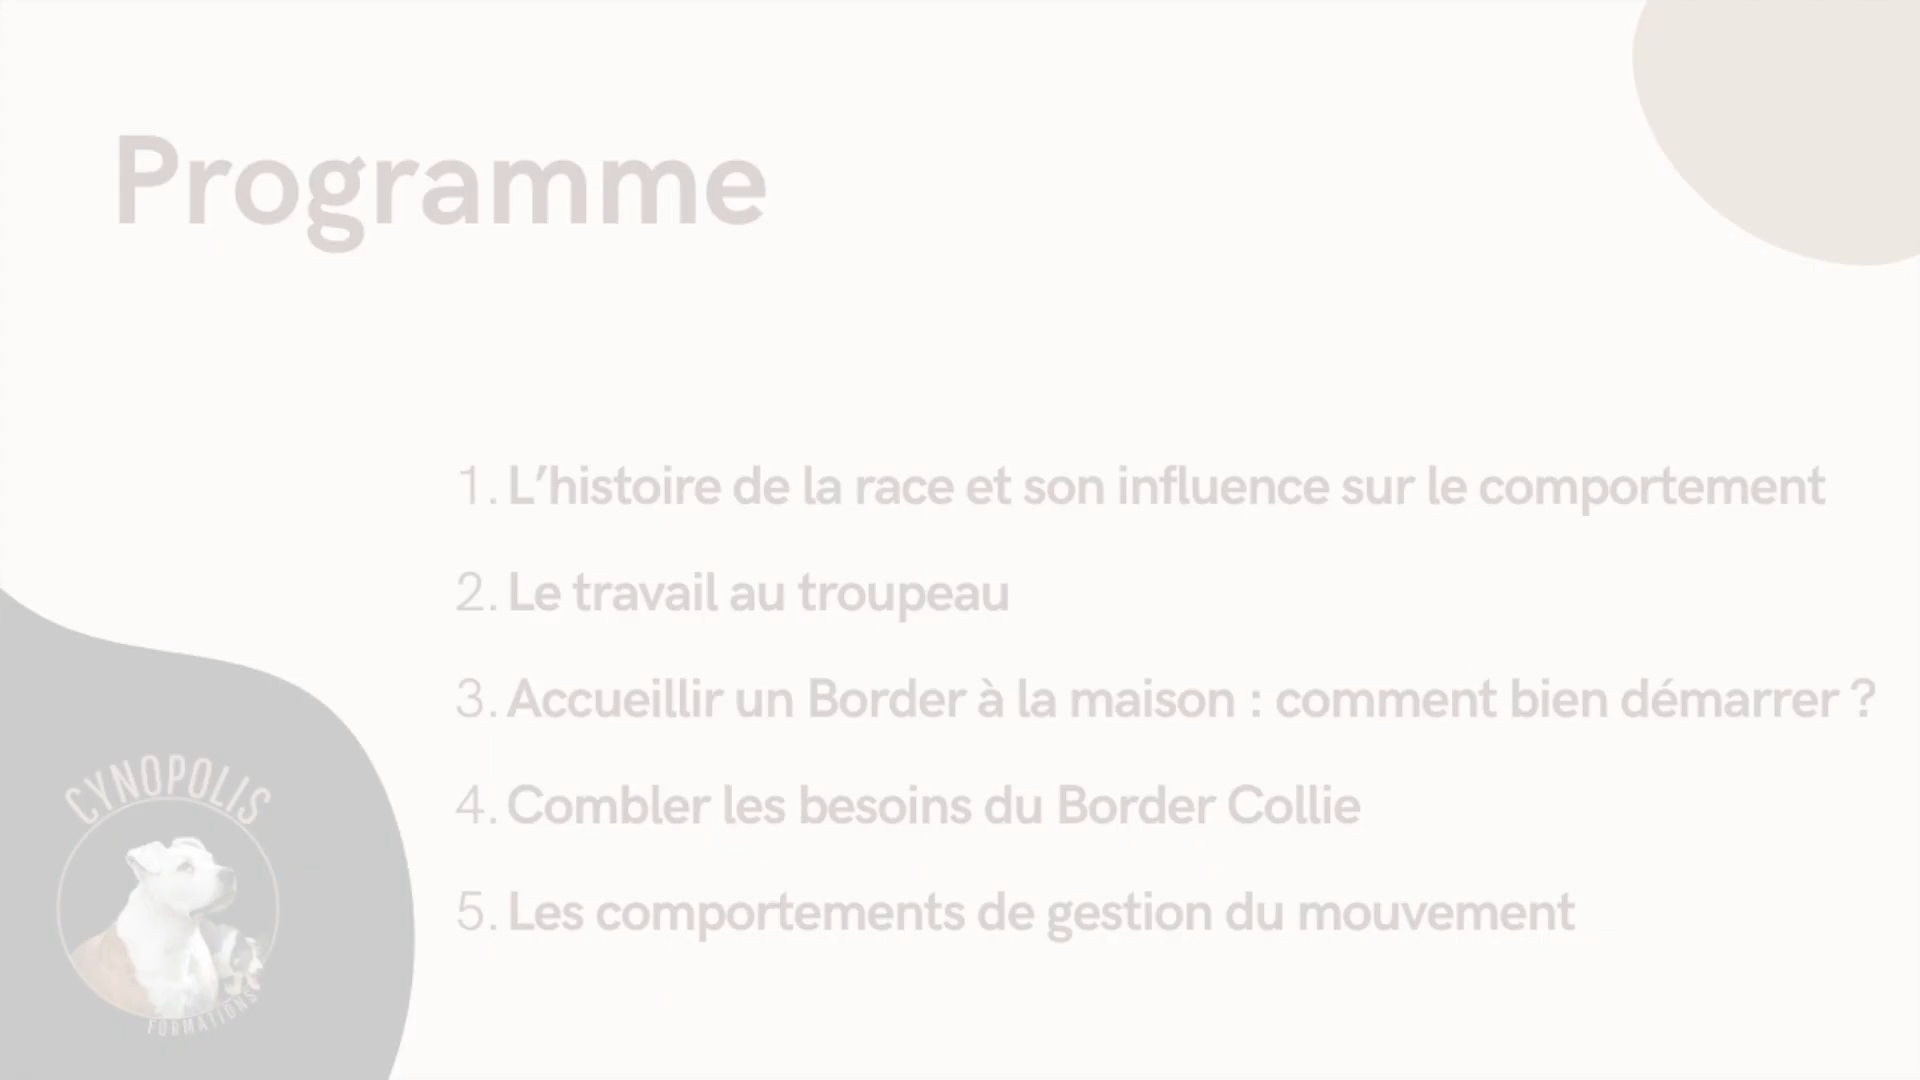 Programme
1. L’histoire de la race et son influence sur le comportement
2. Le travail au troupeau
3. Accueillir un Border à la maison : comment bien démarrer ?
4. Combler les besoins du Border Collie
5. Les comportements de gestion du mouvement
CYNOPOLIS
FORMATIONS